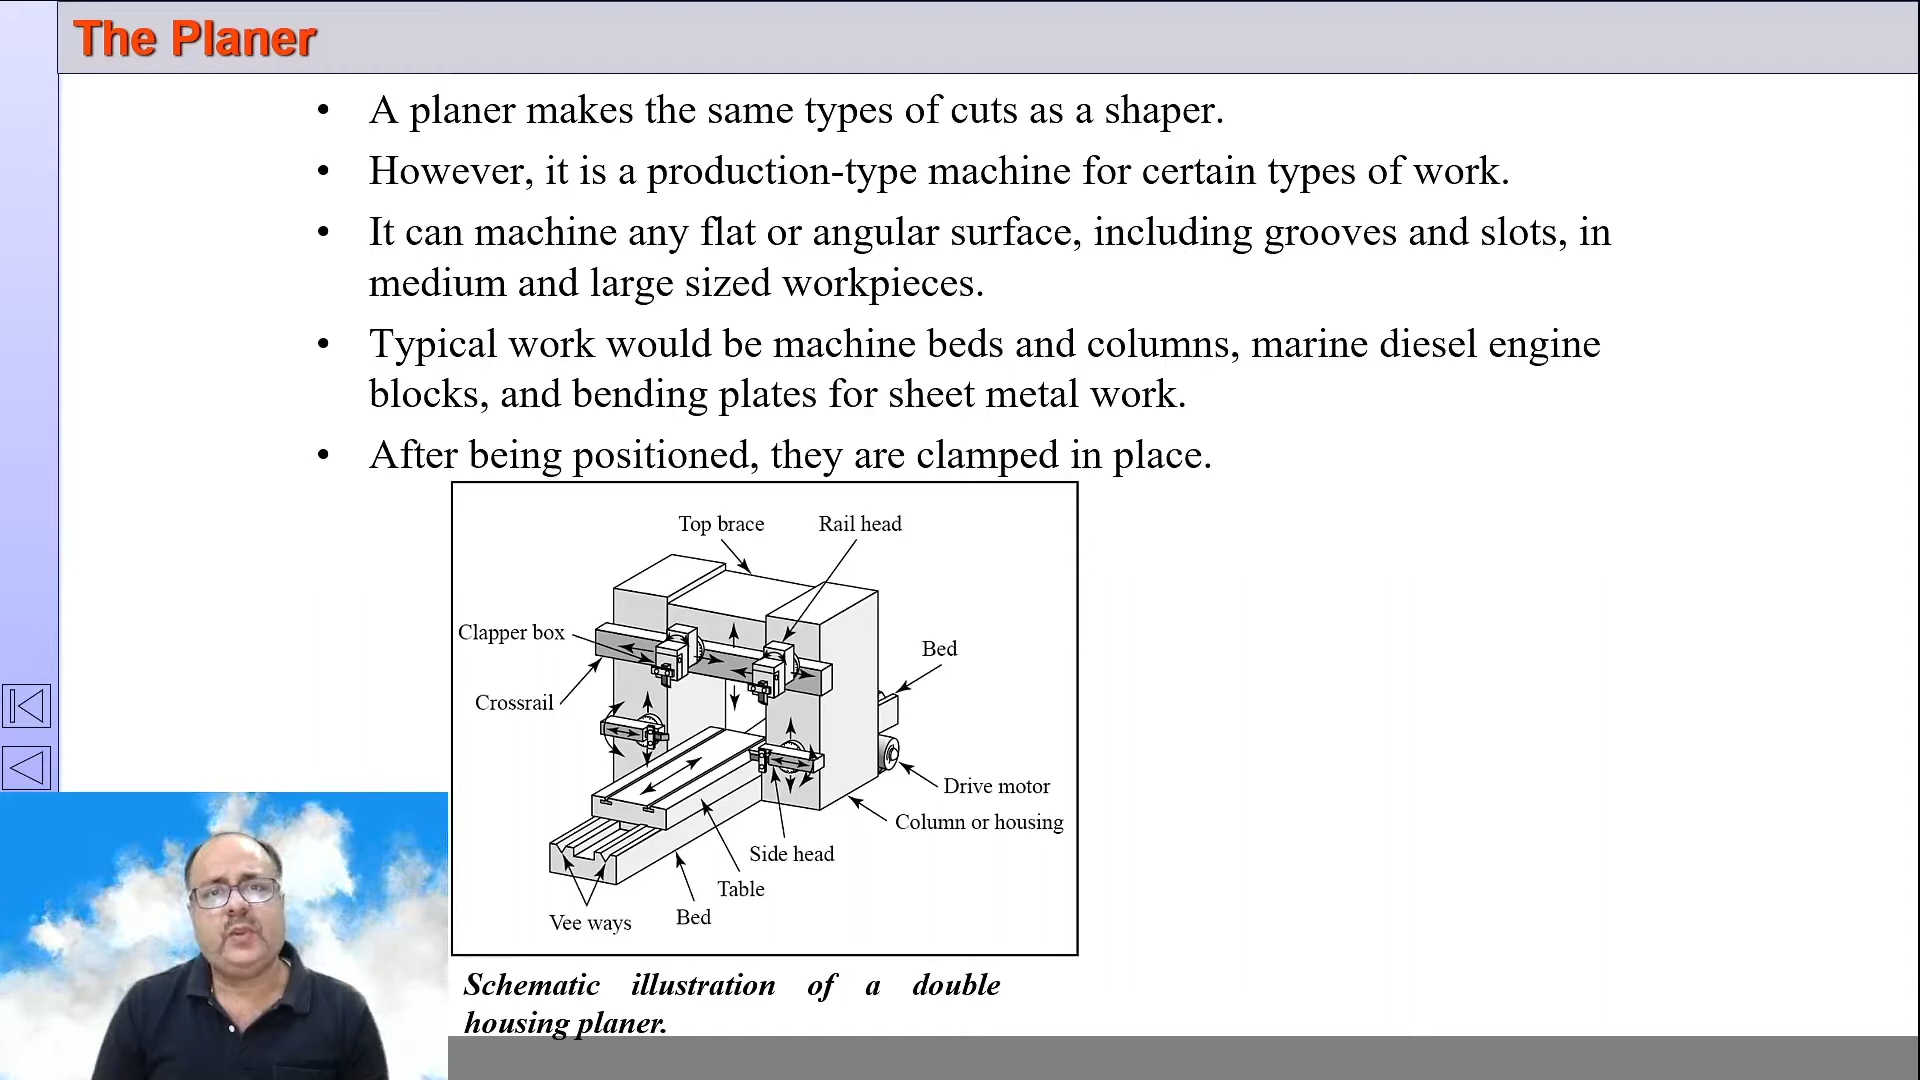 The Planer
• A planer makes the same types of cuts as a shaper.
• However, it is a production-type machine for certain types of work.
• It can machine any flat or angular surface, including grooves and slots, in
medium and large sized workpieces.
• Typical work would be machine beds and columns, marine diesel engine
blocks, and bending plates for sheet metal work.
• After being positioned, they are clamped in place.
Top brace
Rail head
Clapper box
Bed
Crossrail
Drive motor
Column or housing
Side head
Table
Vee ways
Bed
Schematic illustration of a double
housing planer.